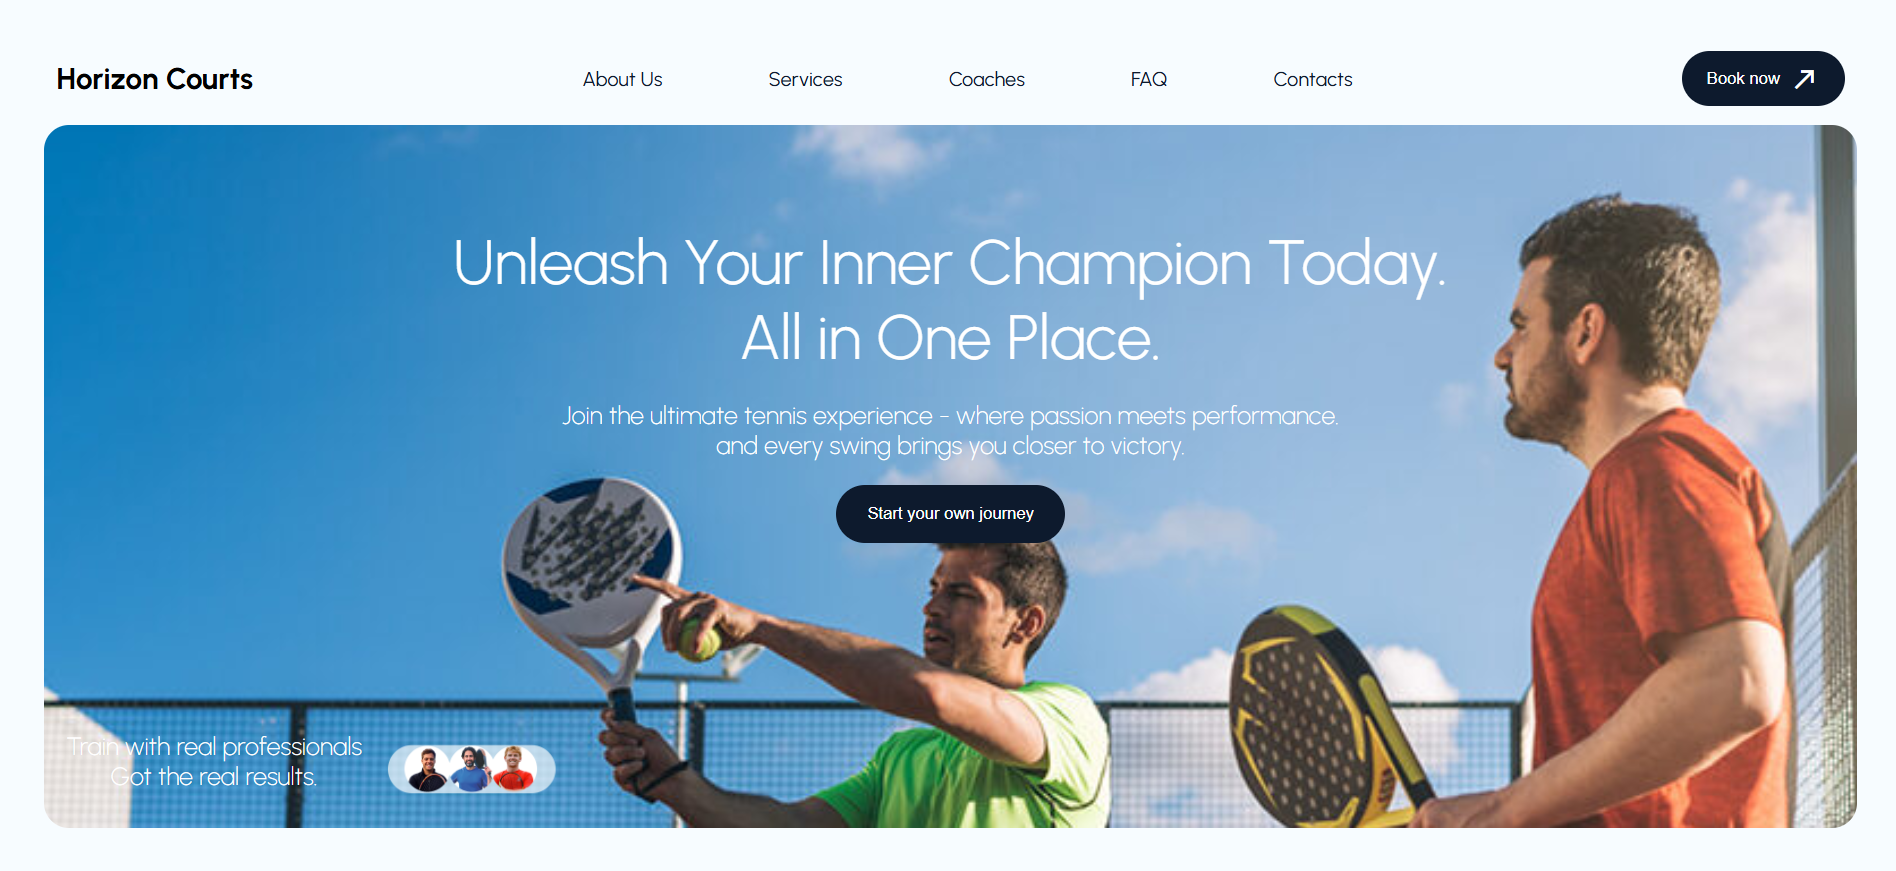 Horizon Courts
About Us
Services
Coaches
FAQ
Contacts
Book now
Unleash Your Inner Champion Today.
All in One Place.
Join the ultimate tennis experience - where passion meets performance.
and every swing brings you closer to victory.
Start your own journey
Train with real professionals
Got the real results.